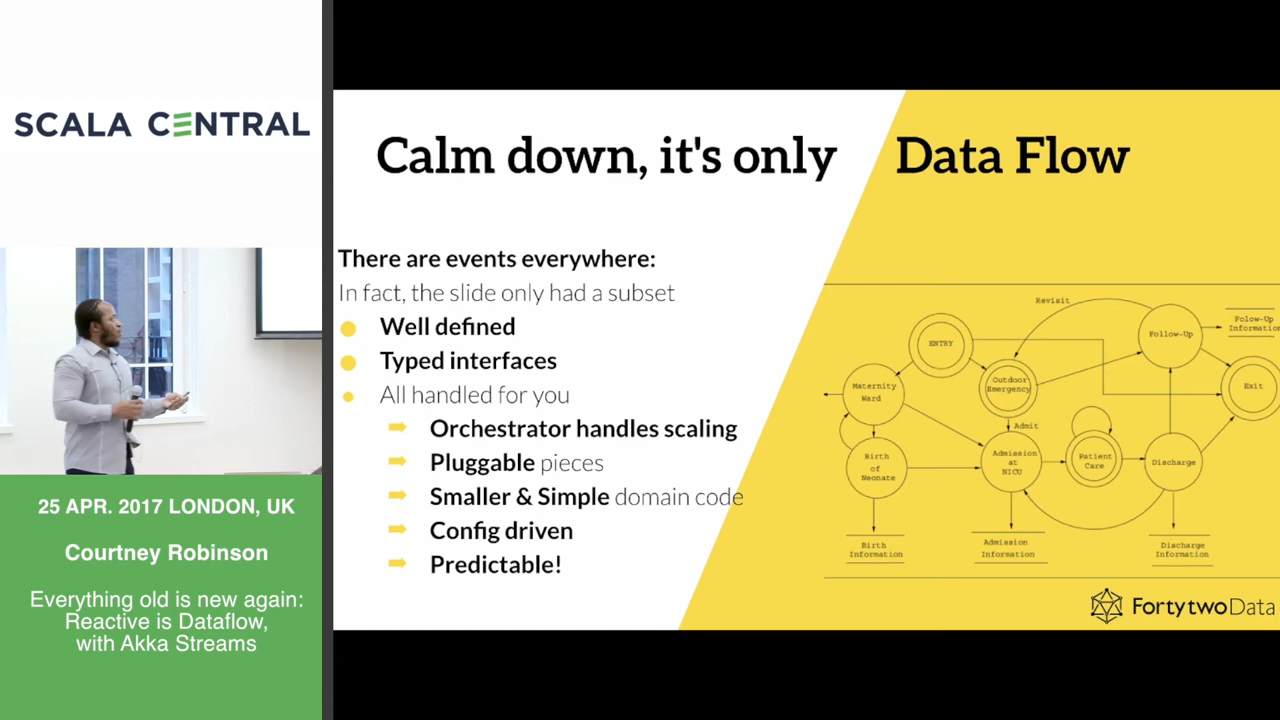 SCALA CENTRAL
25 APR. 2017 LONDON, UK
Courtney Robinson
Everything old is new again:
Reactive is Dataflow,
with Akka Streams
Calm down, it's only Data Flow
There are events everywhere:
In fact, the slide only had a subset
Well defined
Typed interfaces
All handled for you
Orchestrator handles scaling
Pluggable pieces
Smaller & Simple domain code
Config driven
Predictable!
Revisit
ENTRY
Follow-Up
Folow-Up
Information
Maternity
Ward
Outdoor
Emergency
Exit
Admit
Birth
of
Neonate
Admission
at
NICU
Patient
Care
Discharge
Birth
Information
Admission
Information
Discharge
Information
FortytwoData